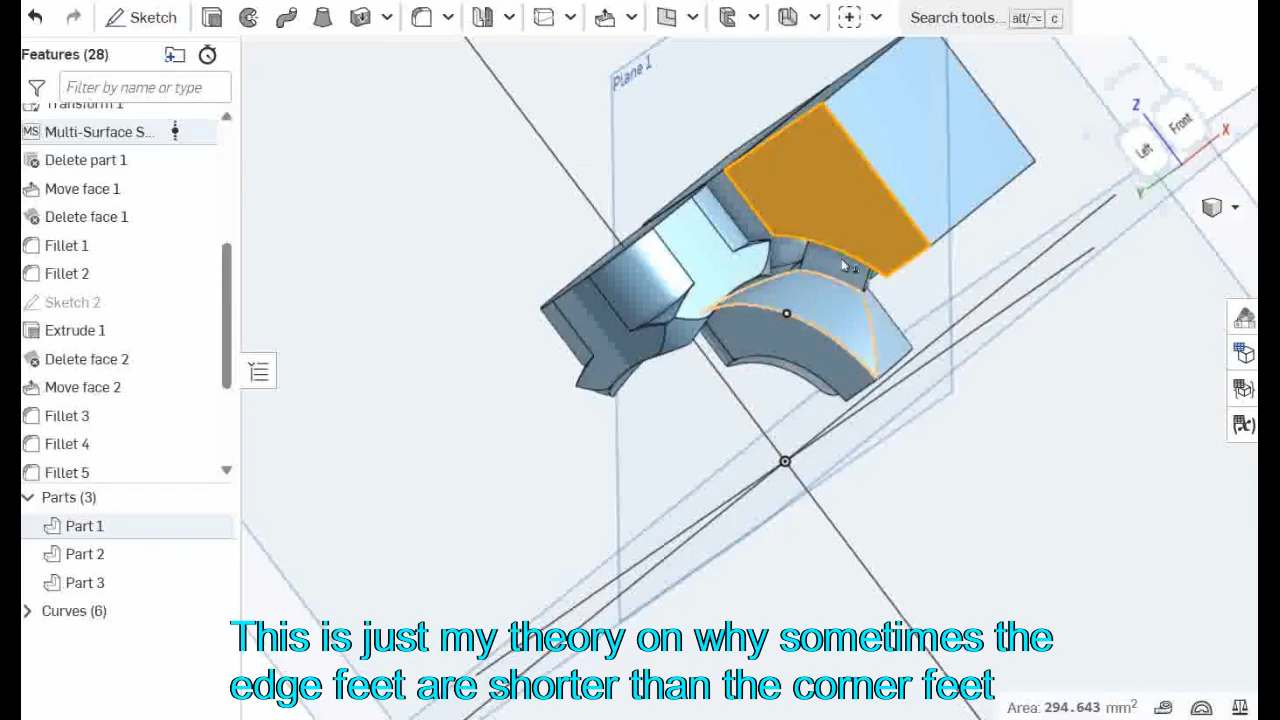 Sketch
Search tools... alt/⌥ c
Features (28)
Filter by name or type
Transform 1
MS Multi-Surface S...
Delete part 1
Move face 1
Delete face 1
Fillet 1
Fillet 2
Sketch 2
Extrude 1
Delete face 2
Move face 2
Fillet 3
Fillet 4
Fillet 5
Parts (3)
Part 1
Part 2
Part 3
Curves (6)
Plane 1
Z
X
Y
Front
Left
(x)
This is just my theory on why sometimes the
edge feet are shorter than the corner feet
Area: 294.643 mm²